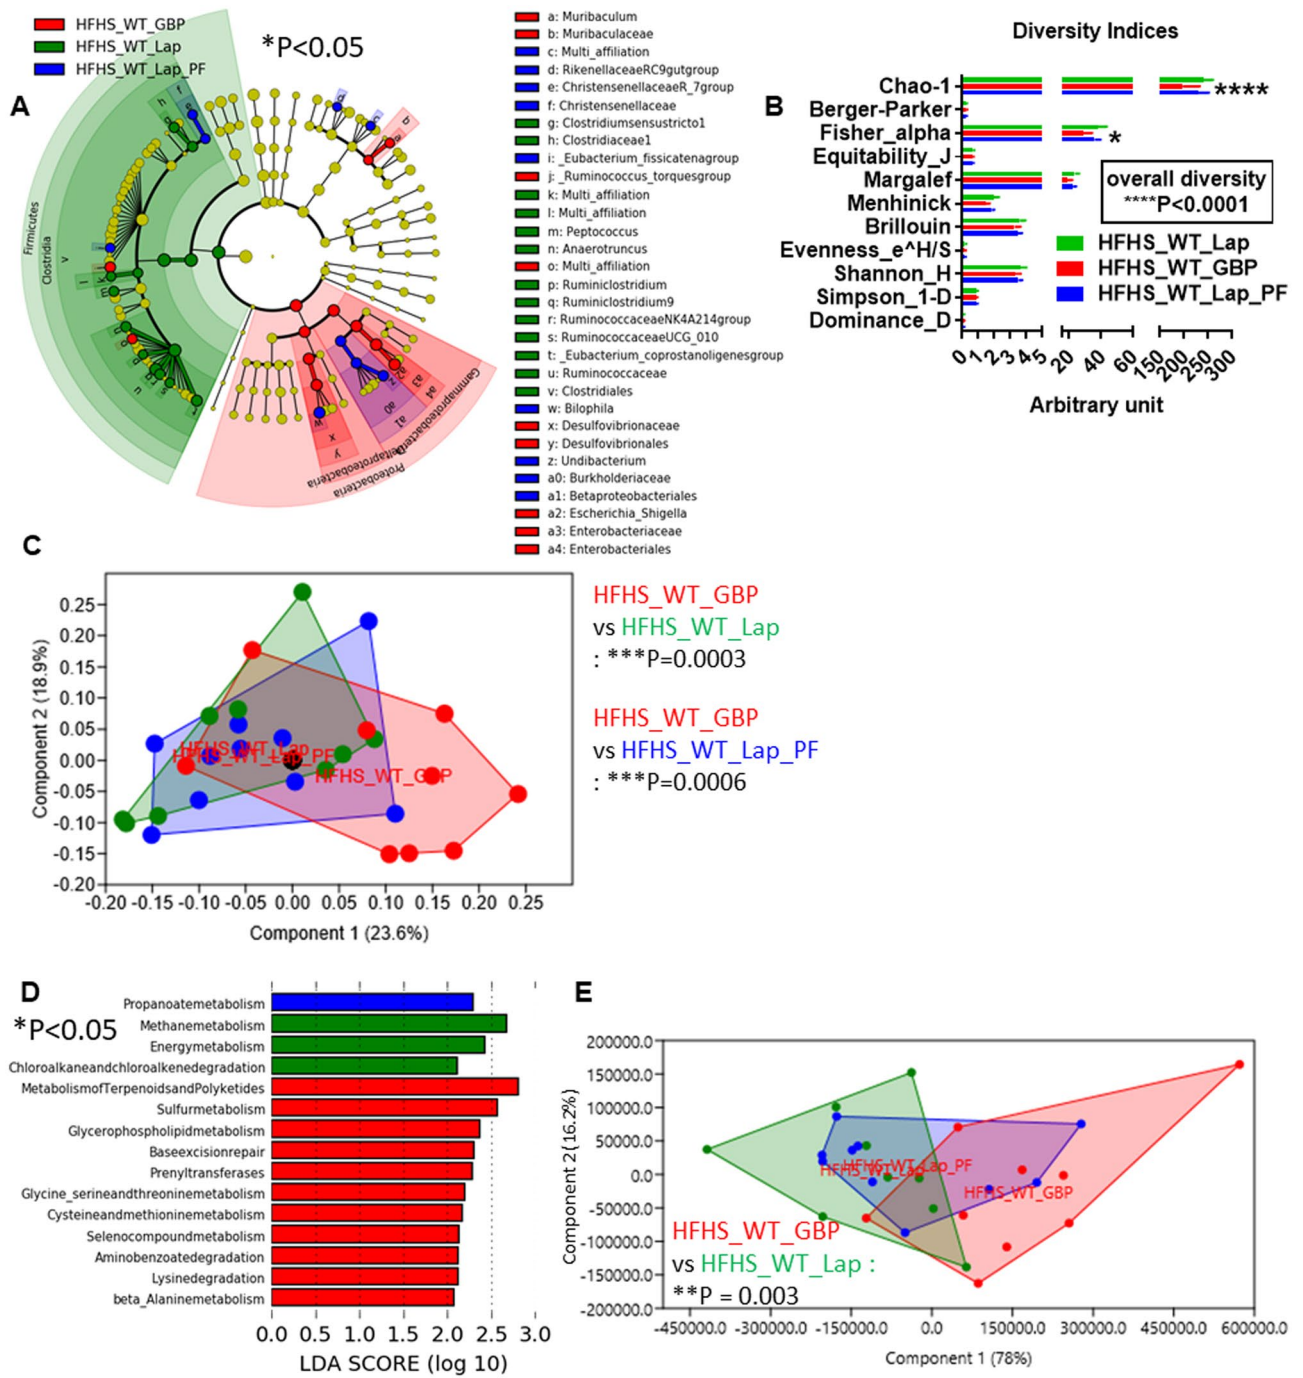 HFHS_WT_GBP
HFHS_WT_Lap
HFHS_WT_Lap_PF
*P<0.05
A
Firmicutes
Clostridia
v
h
f
e
d
c
b
a
l
k
u
w
x
y
z
a0
a1
a2
a3
a4
Gammaproteobacteria
Deltaproteobacteria
Proteobacteria
a: Muribaculum
b: Muribaculaceae
c: Multi_affiliation
d: RikenellaceaeRC9gutgroup
e: ChristensenellaceaeR_7group
f: Christensenellaceae
g: Clostridiumsensustricto1
h: Clostridiaceae1
i: _Eubacterium_fissicatenagroup
j: _Ruminococcus_torquesgroup
k: Multi_affiliation
l: Multi_affiliation
m: Peptococcus
n: Anaerotruncus
o: Multi_affiliation
p: Ruminiclostridium
q: Ruminiclostridium9
r: RuminococcaceaeNK4A214group
s: RuminococcaceaeUCG_010
t: _Eubacterium_coprostanoligenesgroup
u: Ruminococcaceae
v: Clostridiales
w: Bilophila
x: Desulfovibrionaceae
y: Desulfovibrionales
z: Undibacterium
a0: Burkholderiaceae
a1: Betaproteobacteriales
a2: Escherichia_Shigella
a3: Enterobacteriaceae
a4: Enterobacteriales
B
Diversity Indices
Chao-1
Berger-Parker
Fisher_alpha
Equitability_J
Margalef
Menhinick
Brillouin
Evenness_e^H/S
Shannon_H
Simpson_1-D
Dominance_D
****
*
overall diversity
****P<0.0001
HFHS_WT_Lap
HFHS_WT_GBP
HFHS_WT_Lap_PF
0 1 2 3 4 5 20 40 60 150 200 250 300
Arbitrary unit
C
Component 2 (18.9%)
0.25
0.20
0.15
0.10
0.05
0.00
-0.05
-0.10
-0.15
-0.20
HFHS_WT_Lap
HFHS_WT_Lap_PF
HFHS_WT_GBP
-0.20 -0.15 -0.10 -0.05 0.00 0.05 0.10 0.15 0.20 0.25
Component 1 (23.6%)
HFHS_WT_GBP
vs HFHS_WT_Lap
: ***P=0.0003
HFHS_WT_GBP
vs HFHS_WT_Lap_PF
: ***P=0.0006
D
*P<0.05
Propanoatemetabolism
Methanemetabolism
Energymetabolism
Chloroalkaneandchloroalkenedegradation
MetabolismofTerpenoidsandPolyketides
Sulfurmetabolism
Glycerophospholipidmetabolism
Baseexcisionrepair
Prenyltransferases
Glycine_serineandthreoninemetabolism
Cysteineandmethioninemetabolism
Selenocompoundmetabolism
Aminobenzoatedegradation
Lysinedegradation
beta_Alaninemetabolism
0.0 0.5 1.0 1.5 2.0 2.5 3.0
LDA SCORE (log 10)
E
Component 2 (16.2%)
200000.0
150000.0
100000.0
50000.0
0.0
-50000.0
-100000.0
-150000.0
-200000.0
HFHS_WT_Lap_PF
HFHS_WT_Lap
HFHS_WT_GBP
HFHS_WT_GBP
vs HFHS_WT_Lap :
**P = 0.003
-450000.0 -300000.0 -150000.0 0.0 150000.0 300000.0 450000.0 600000.0
Component 1 (78%)